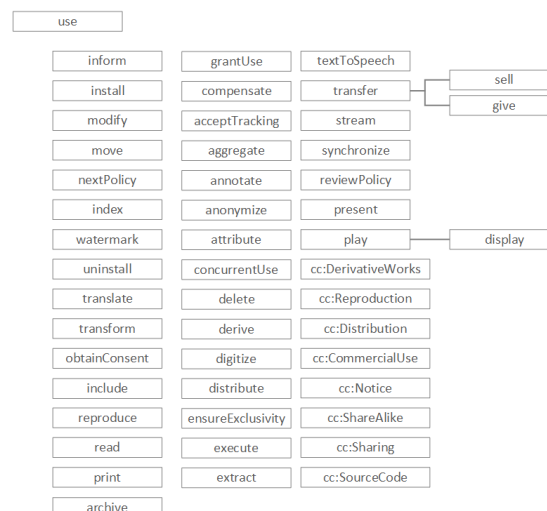 use
inform
install
modify
move
nextPolicy
index
watermark
uninstall
translate
transform
obtainConsent
include
reproduce
read
print
archive
grantUse
compensate
acceptTracking
aggregate
annotate
anonymize
attribute
concurrentUse
delete
derive
digitize
distribute
ensureExclusivity
execute
extract
textToSpeech
transfer
stream
synchronize
reviewPolicy
present
play
cc:DerivativeWorks
cc:Reproduction
cc:Distribution
cc:CommercialUse
cc:Notice
cc:ShareAlike
cc:Sharing
cc:SourceCode
sell
give
display